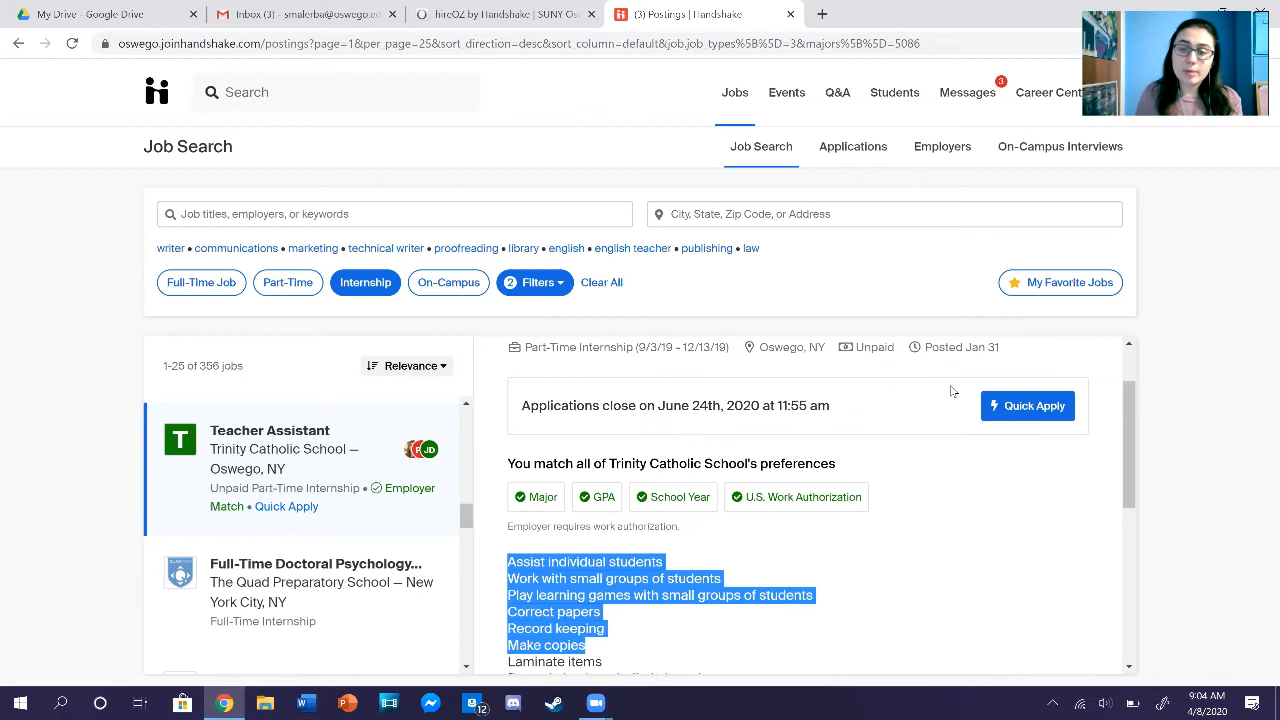 Google Drive
Inbox (3) - smalerba@oswego.e
hireOZ by Handshake | SUNY Os
(3) Postings | Handshake
oswego.joinhandshake.com/postings?page=1&per_page=25&sort_direction=desc&sort_column=default&job.job_types%5B%5D=3&majors%5B%5D=5086
Search
Jobs
Events
Q&A
Students
Messages
3
Career Cent
Job Search
Job Search
Applications
Employers
On-Campus Interviews
Job titles, employers, or keywords
City, State, Zip Code, or Address
writer • communications • marketing • technical writer • proofreading • library • english • english teacher • publishing • law
Full-Time Job
Part-Time
Internship
On-Campus
2 Filters
Clear All
My Favorite Jobs
1-25 of 356 jobs
Relevance
T
Teacher Assistant
Trinity Catholic School —
Oswego, NY
Unpaid Part-Time Internship • Employer
Match • Quick Apply
JD
Full-Time Doctoral Psychology...
The Quad Preparatory School — New
York City, NY
Full-Time Internship
Part-Time Internship (9/3/19 - 12/13/19)
Oswego, NY
Unpaid
Posted Jan 31
Applications close on June 24th, 2020 at 11:55 am
Quick Apply
You match all of Trinity Catholic School's preferences
Major
GPA
School Year
U.S. Work Authorization
Employer requires work authorization.
Assist individual students
Work with small groups of students
Play learning games with small groups of students
Correct papers
Record keeping
Make copies
Laminate items
12
9:04 AM
4/8/2020